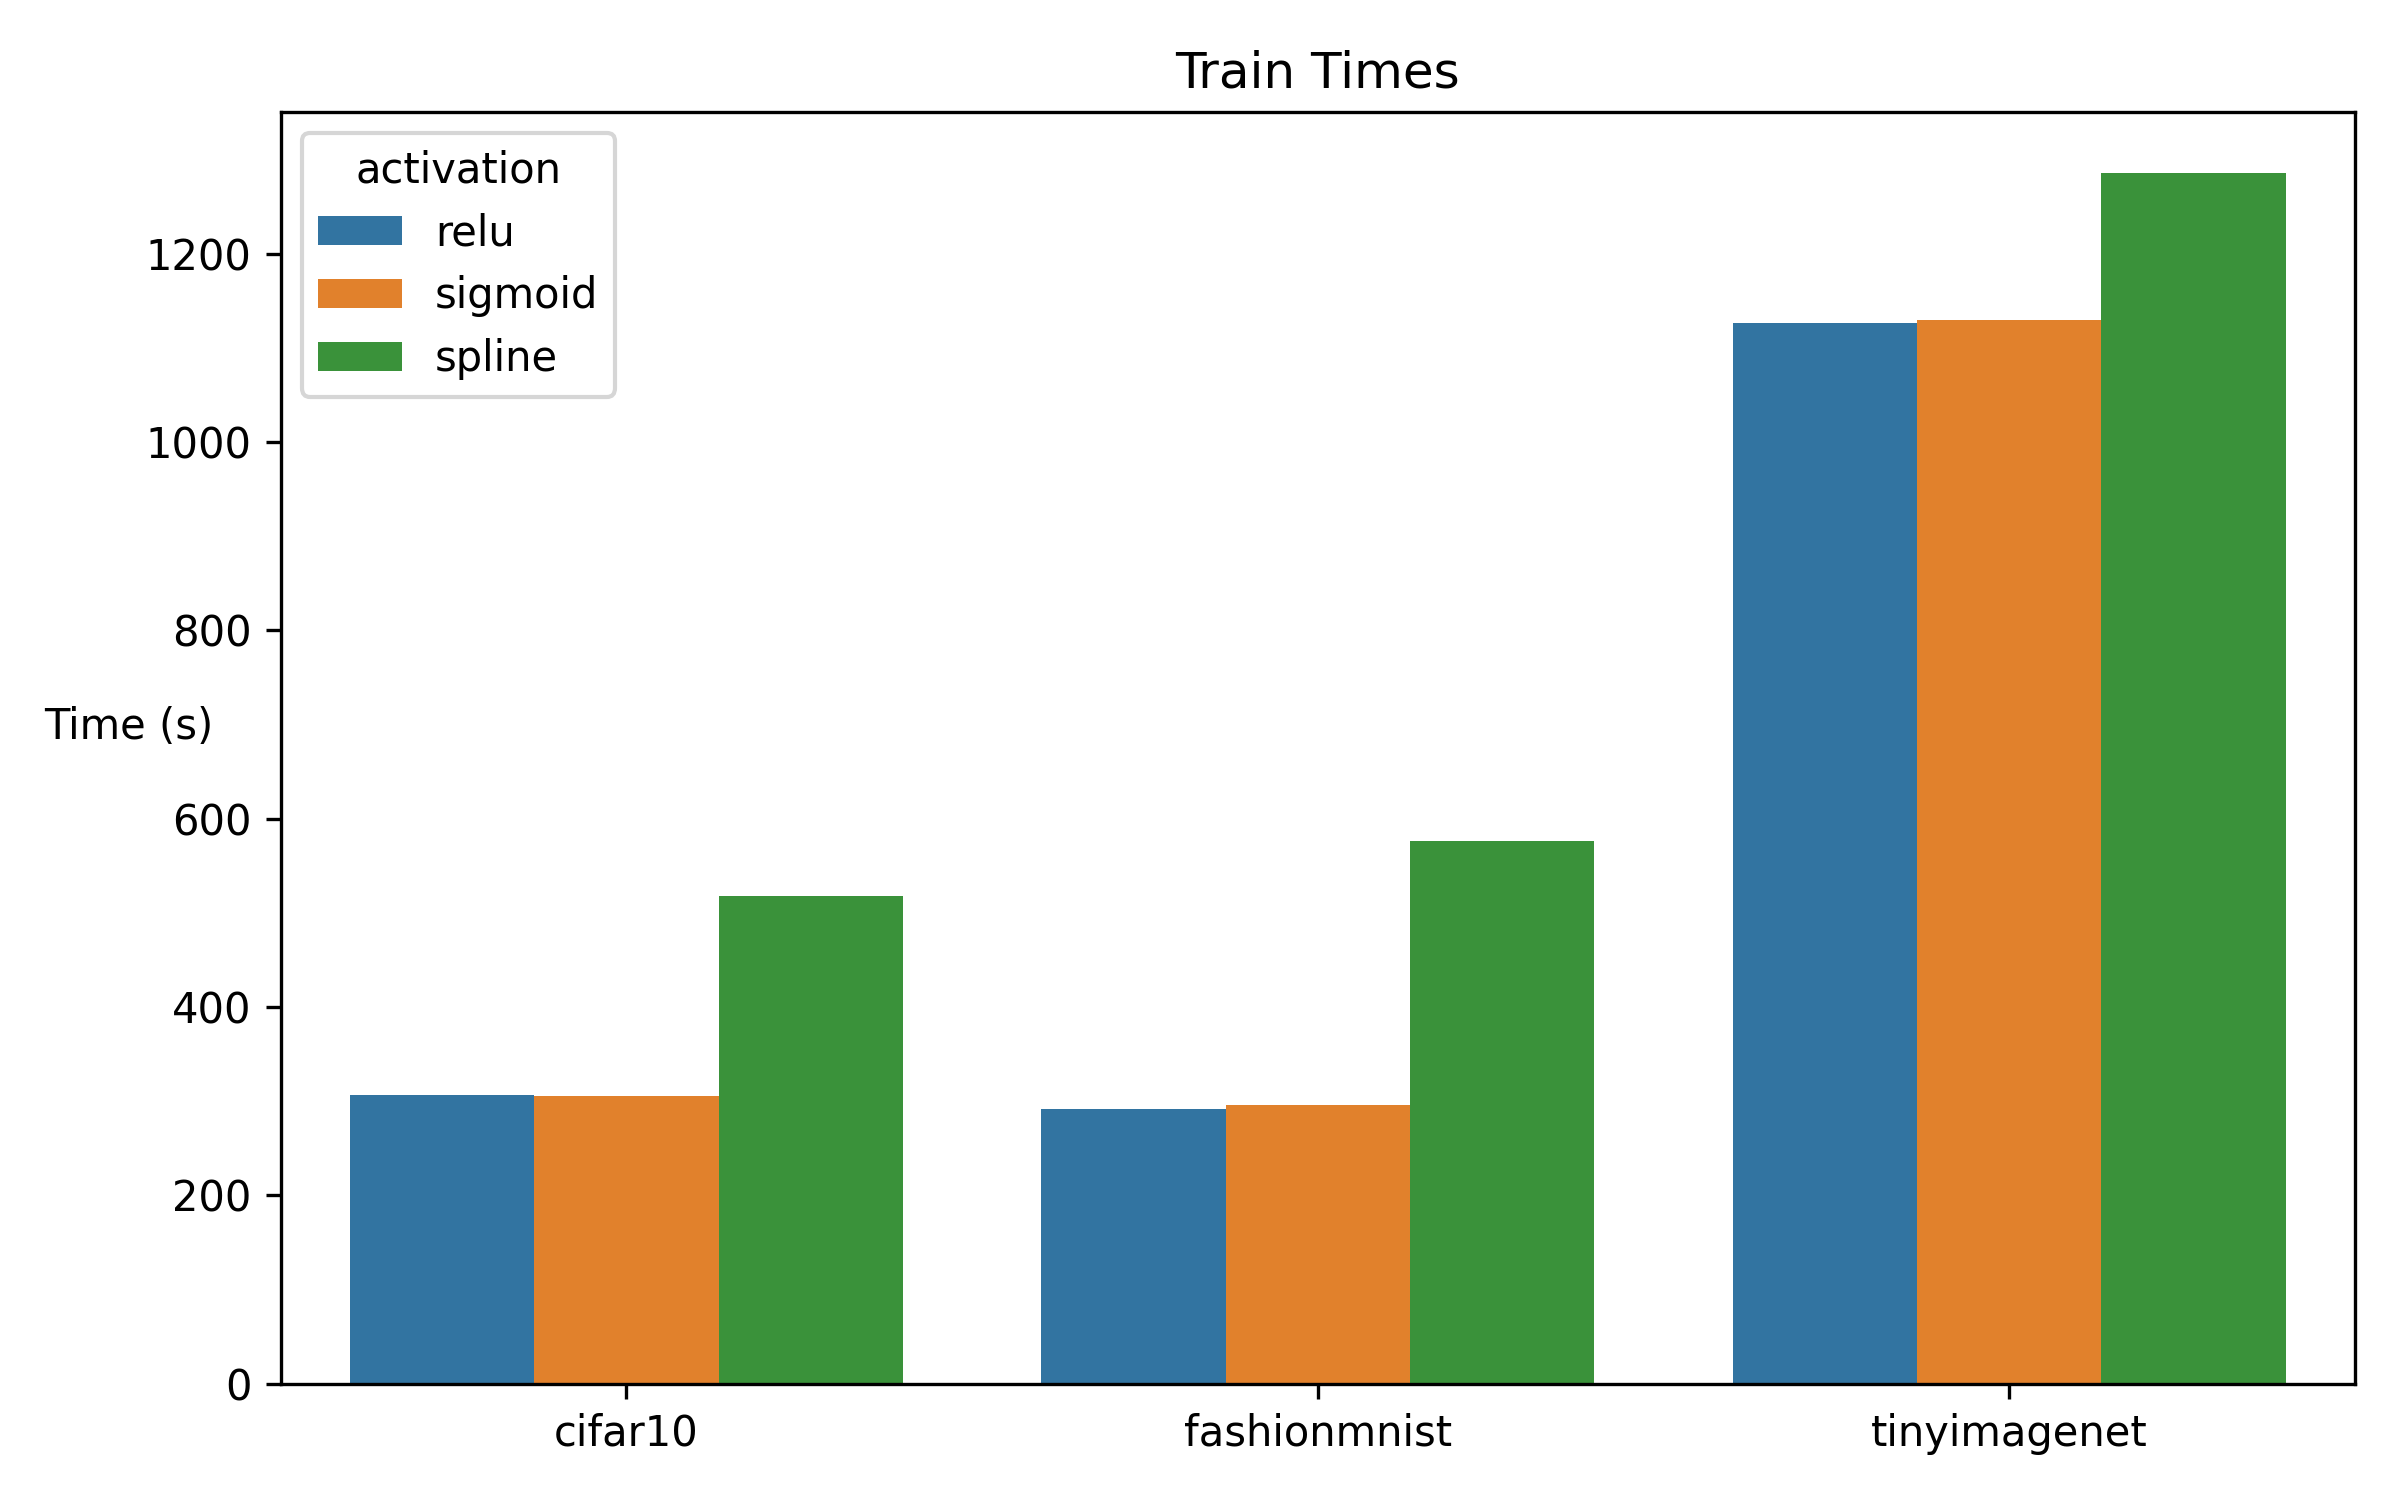 Train Times
activation
relu
sigmoid
spline
1200
1000
800
Time (s)
600
400
200
0
cifar10 fashionmnist tinyimagenet